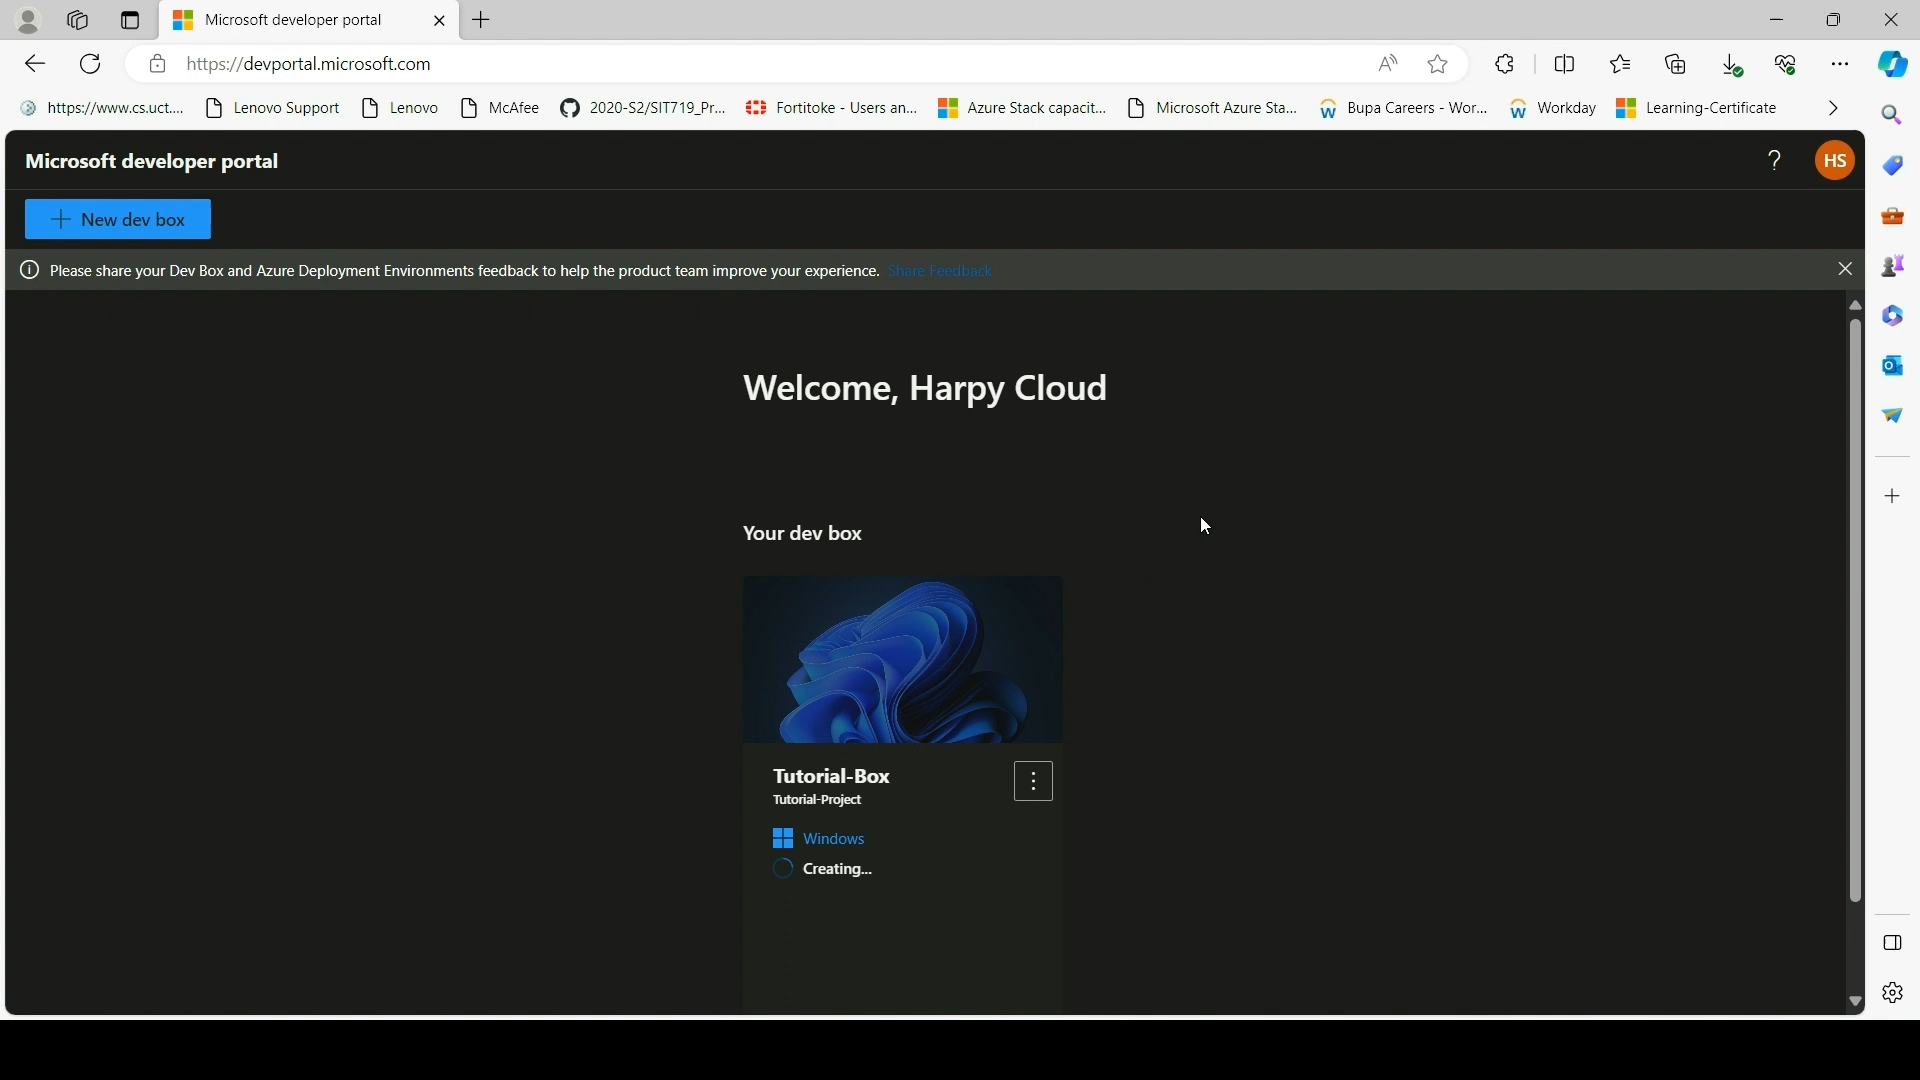 Microsoft developer portal
https://devportal.microsoft.com
https://www.cs.uct....
Lenovo Support
Lenovo
McAfee
2020-S2/SIT719_Pr...
Fortitoke - Users an...
Azure Stack capacit...
Microsoft Azure Sta...
Bupa Careers - Wor...
Workday
Learning-Certificate
Microsoft developer portal
?
HS
New dev box
Please share your Dev Box and Azure Deployment Environments feedback to help the product team improve your experience. Share Feedback
Welcome, Harpy Cloud
Your dev box
Tutorial-Box
Tutorial-Project
Windows
Creating...